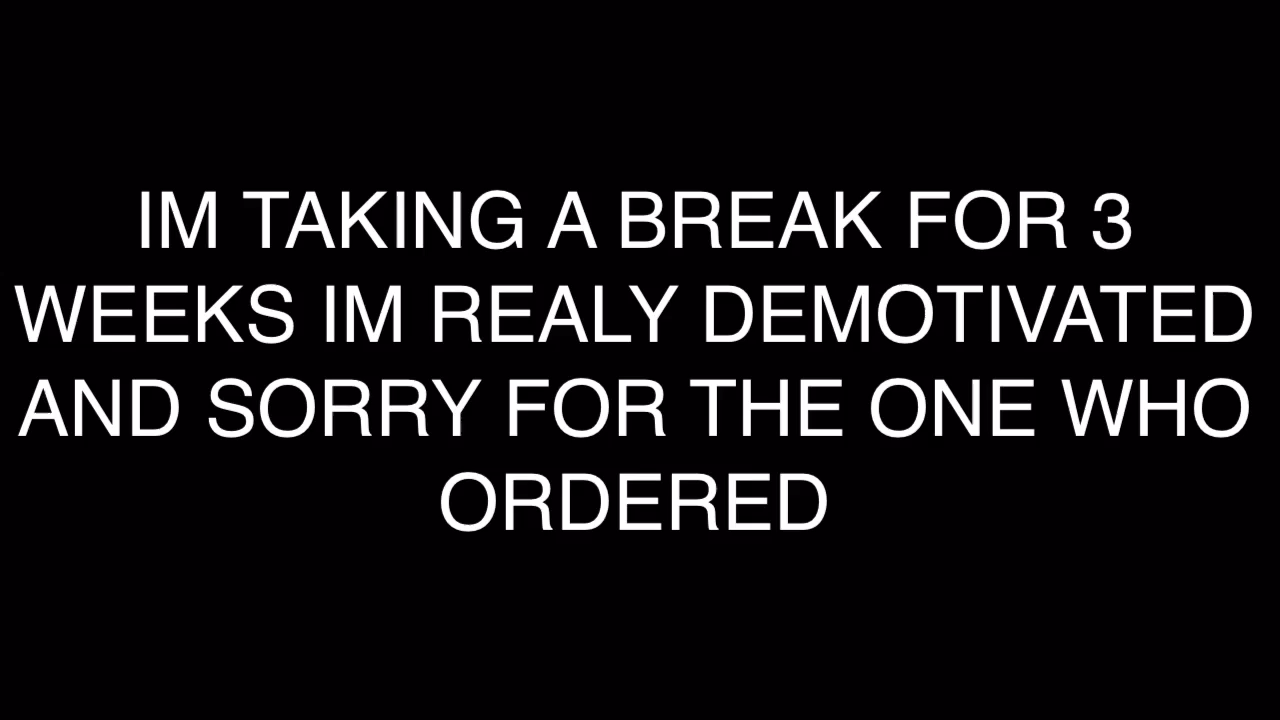 IM TAKING A BREAK FOR 3
WEEKS IM REALY DEMOTIVATED
AND SORRY FOR THE ONE WHO
ORDERED